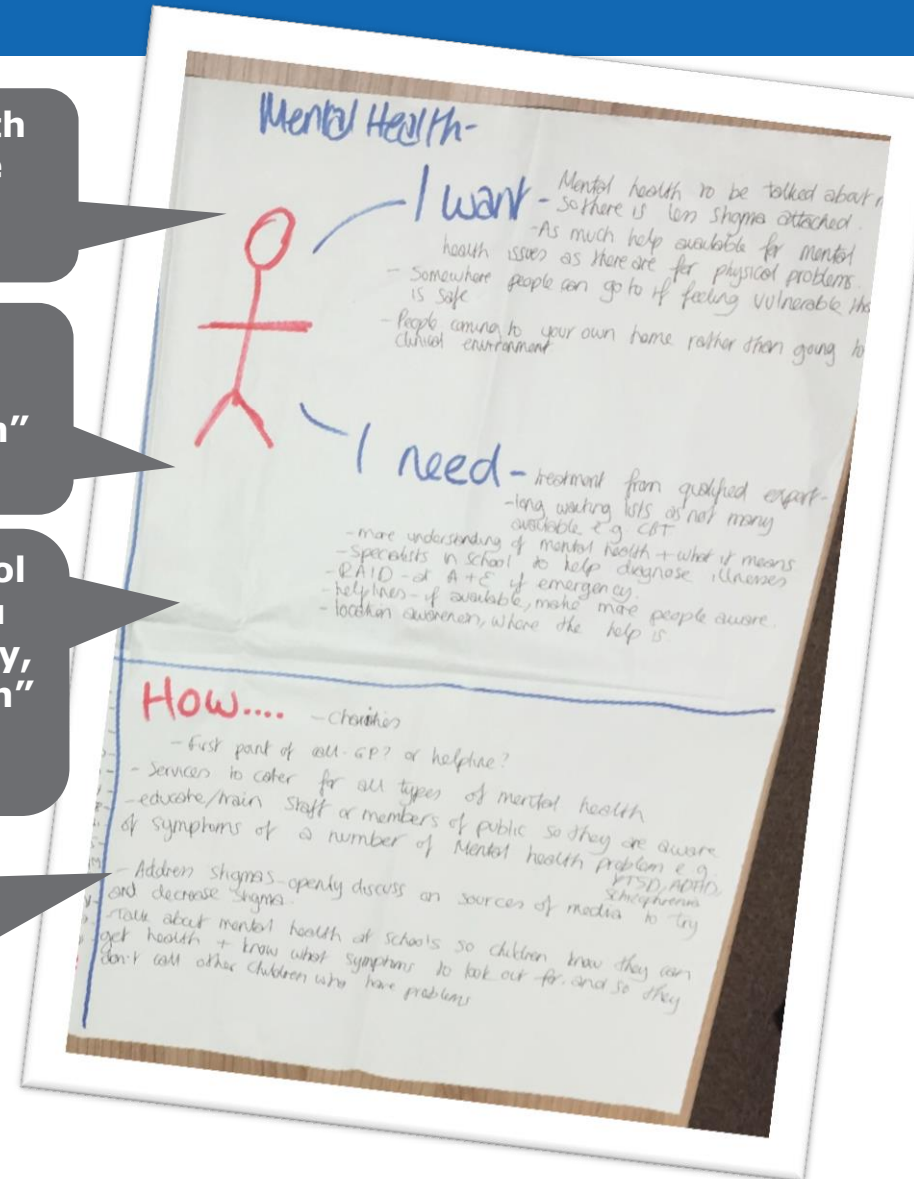 th
e
n"
ol
l
y,
n"
Mental Health-
I want - Mental health to be talked about
so there is less stigma attached.
-As much help available for mental
health issues as there are for physical problems.
- Somewhere people can go to if feeling vulnerable tha
is safe
- People coming to your own home rather then going to
clinical environment
I need - treatment from qualified expert-
-long waiting lists as not many
available e.g CBT
-more understanding of mental health + what it means
-Specialists in school to help diagnose illnesses
-RAID-at A+E if emergency.
-helplines-if available, make more people aware.
-location awareness, where the help is.
How.... -Charities
-First part of call-GP? or helpline?
- Services to cater for all types of mental health
-educate/train staff or members of public so they are aware
of symptoms of a number of Mental health problem e.g.
PTSD, ADHD,
Schizophrenia
-Address stigmas-openly discuss on sources of media to try
and decrease stigma.
-Talk about mental health at schools so children know they can
get health + know what symptoms to look out for. and so they
don't call other children who have problems